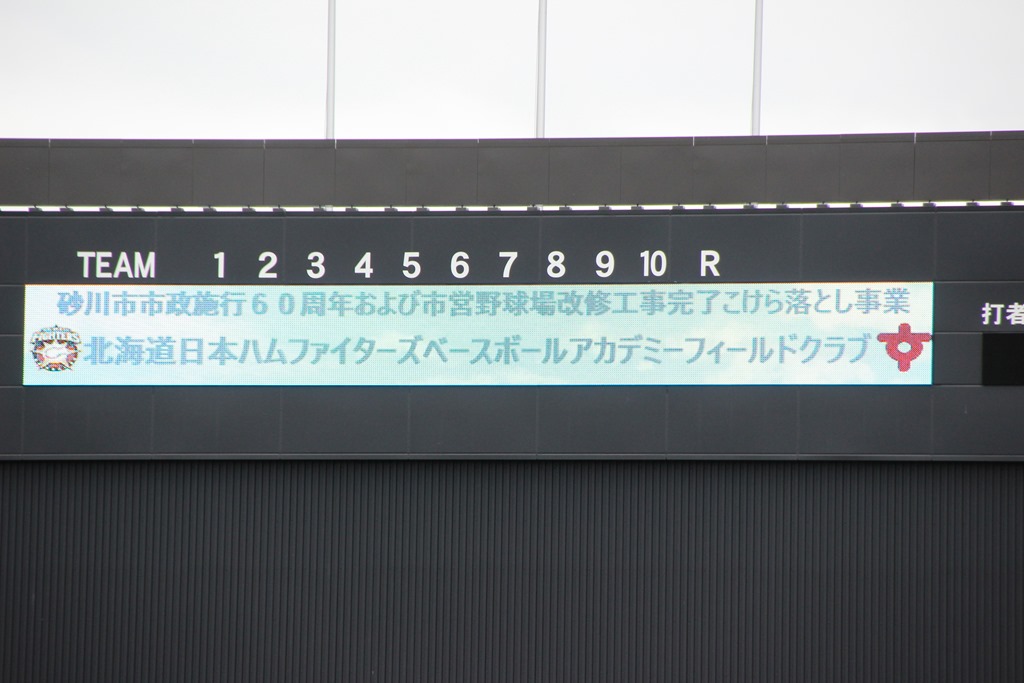 TEAM 1 2 3 4 5 6 7 8 9 10 R
砂川市市政施行６０周年および市営野球場改修工事完了こけら落とし事業
打者
FIGHTERS
北海道日本ハムファイターズベースボールアカデミーフィールドクラブ